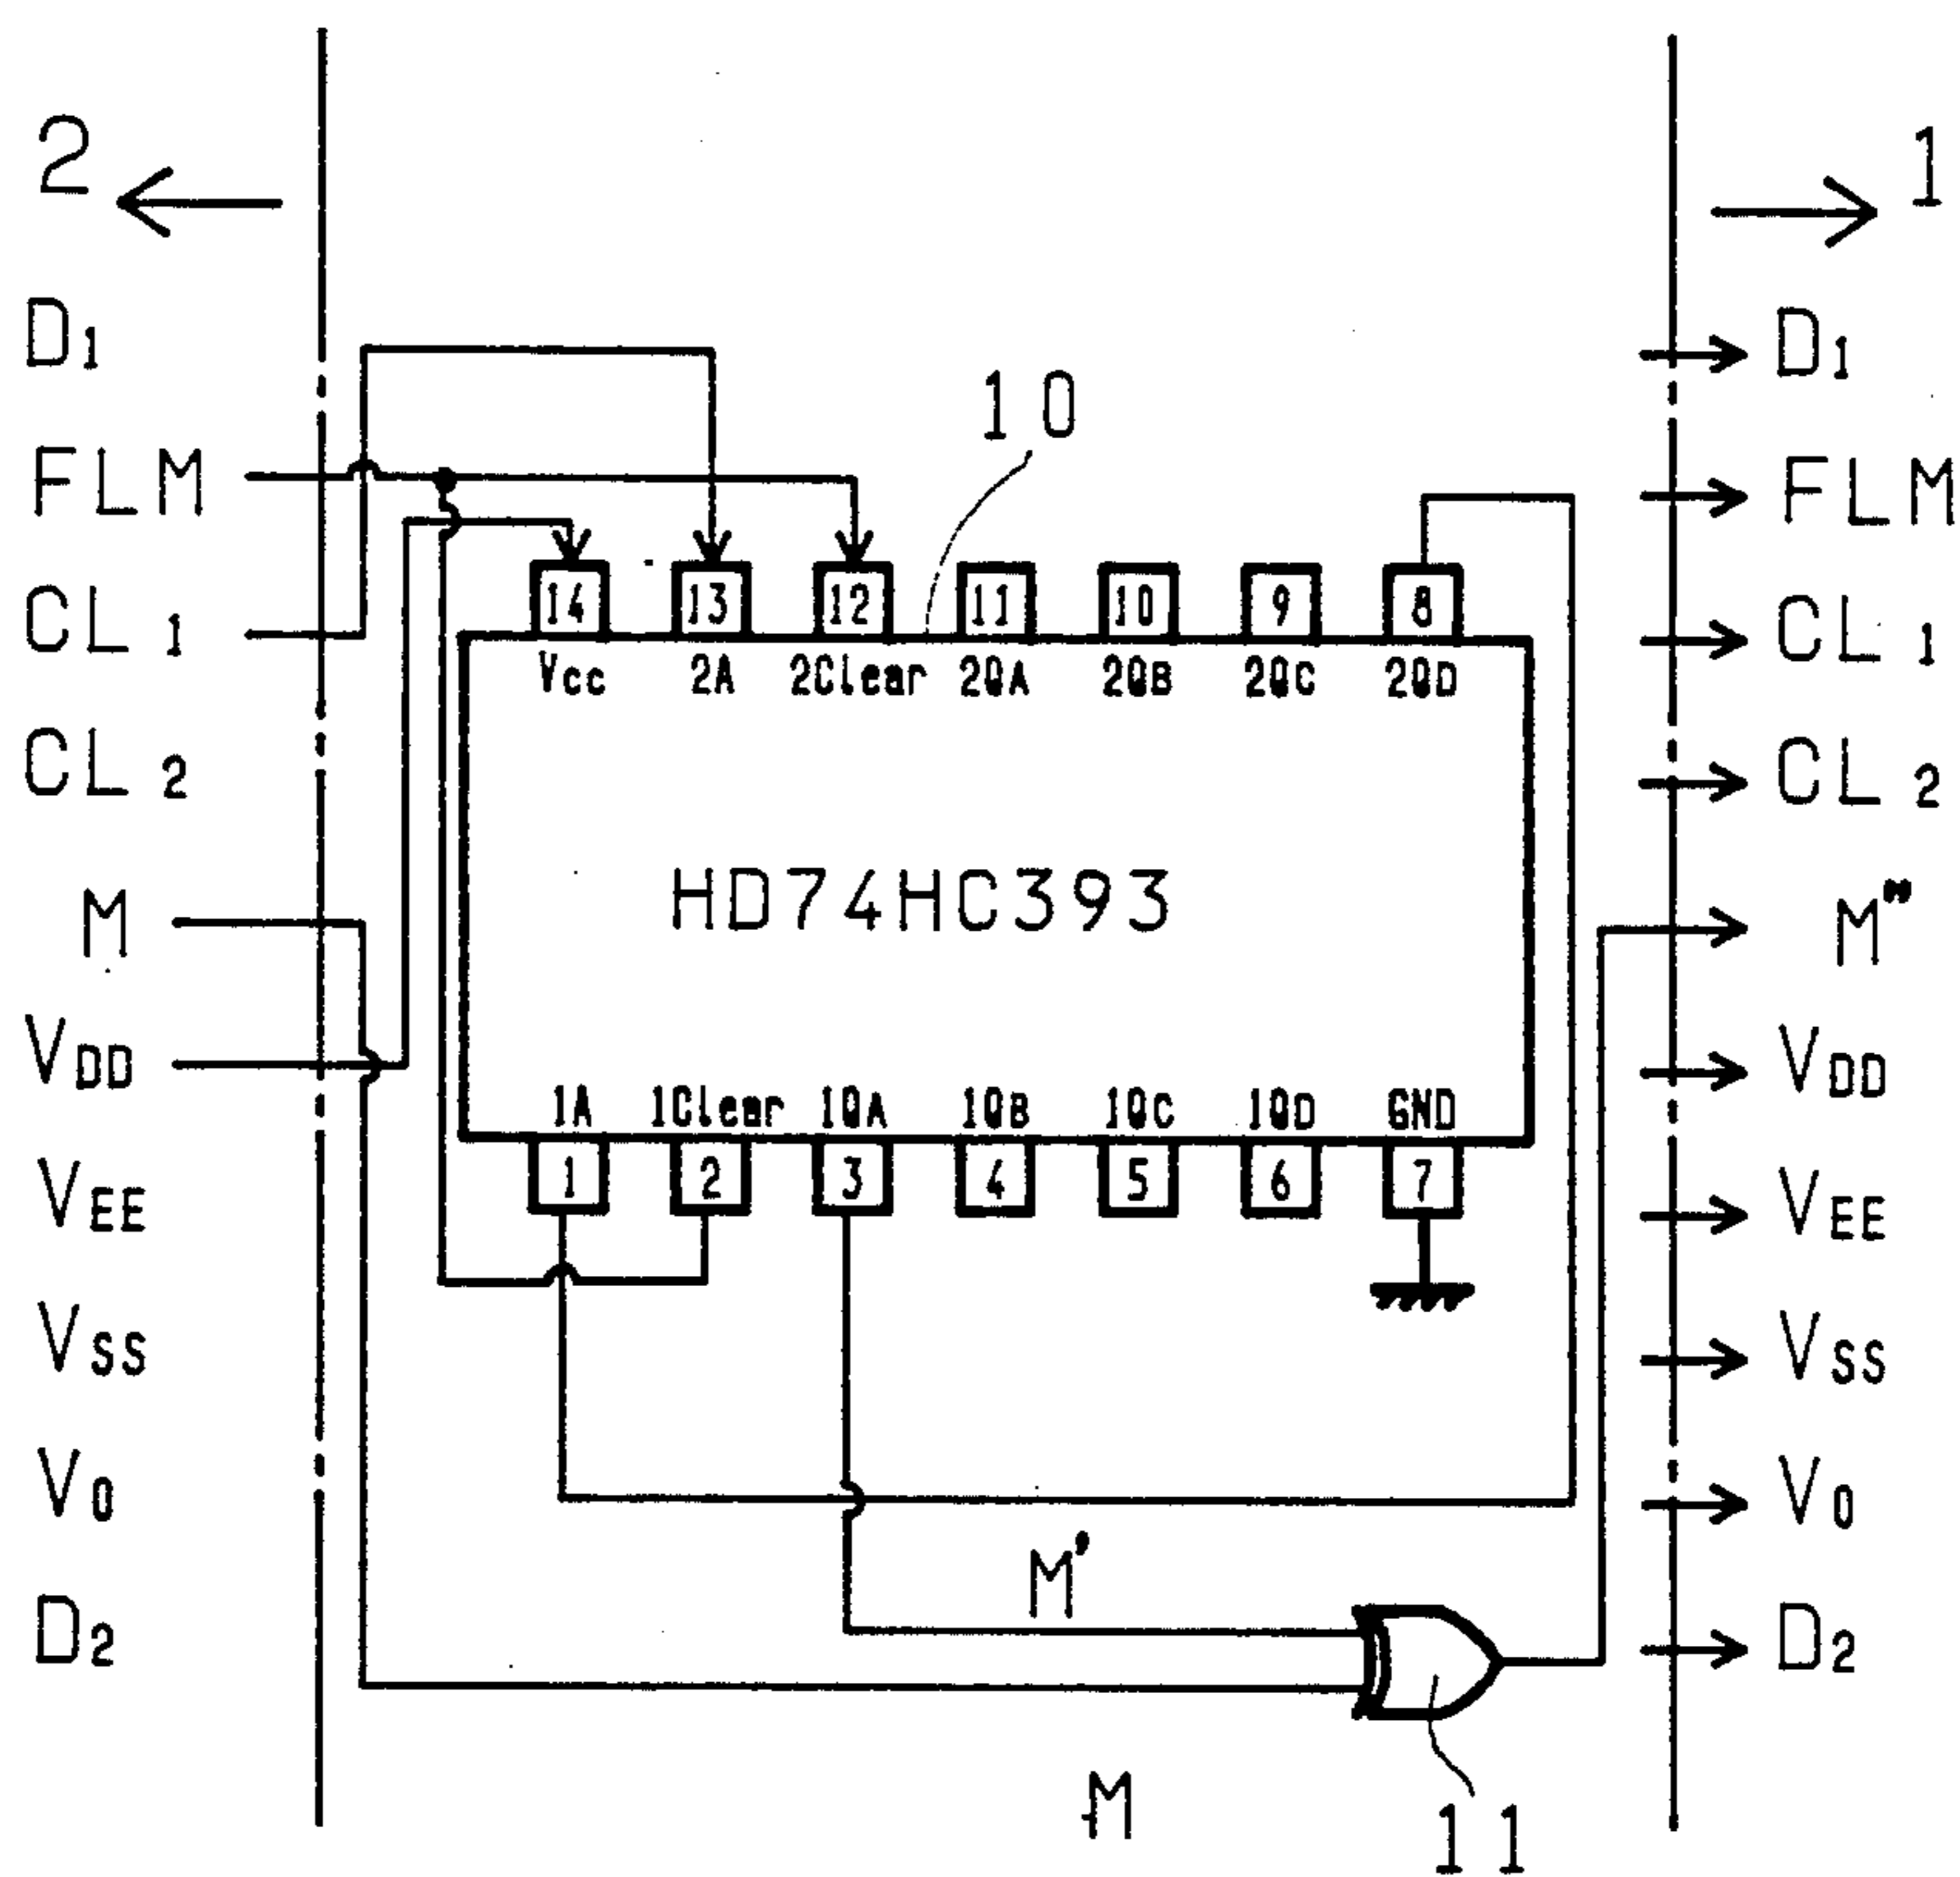 2
1
D1
D1
10
FLM
FLM
14 13 12 11 10 9 8
CL1
CL1
Vcc 2A 2Clear 2QA 2QB 2QC 2QD
CL2
CL2
HD74HC393
M
M"
VDD
VDD
1A 1Clear 1QA 1QB 1QC 1QD GND
1 2 3 4 5 6 7
VEE
VEE
VSS
VSS
V0
V0
M'
D2
D2
M
11